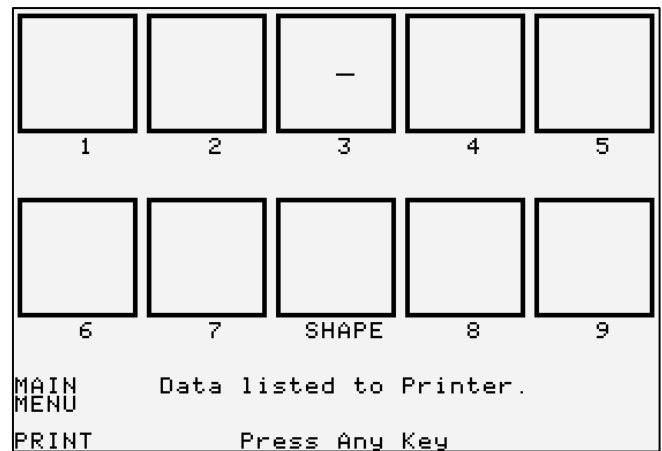 1 2 3 4 5
6 7 SHAPE 8 9
MAIN Data listed to Printer.
MENU
PRINT Press Any Key